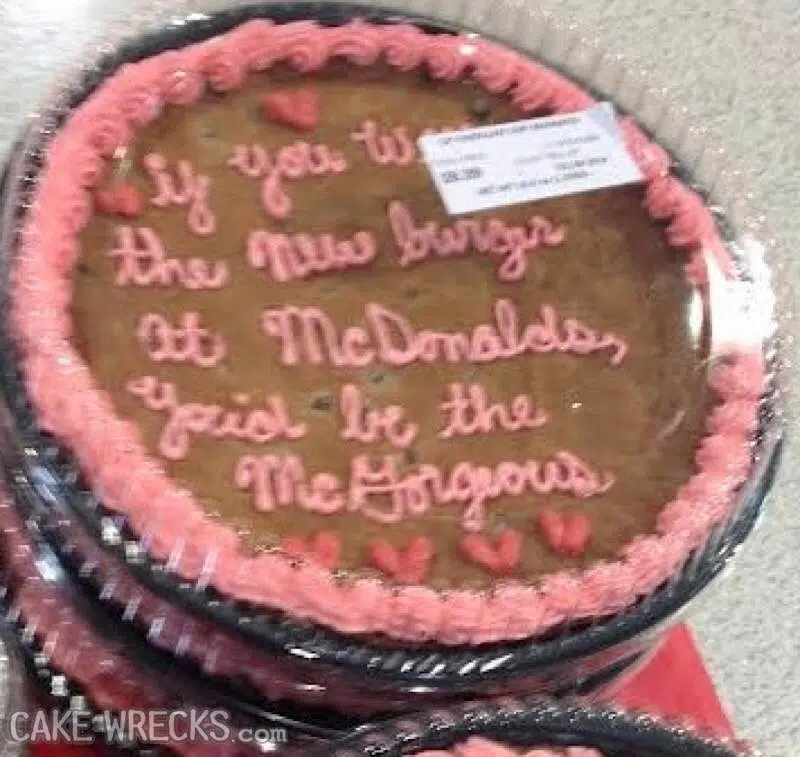 if you
the new burger
at McDonalds,
you'd be the
McGorgeous
CAKE WRECKS.com